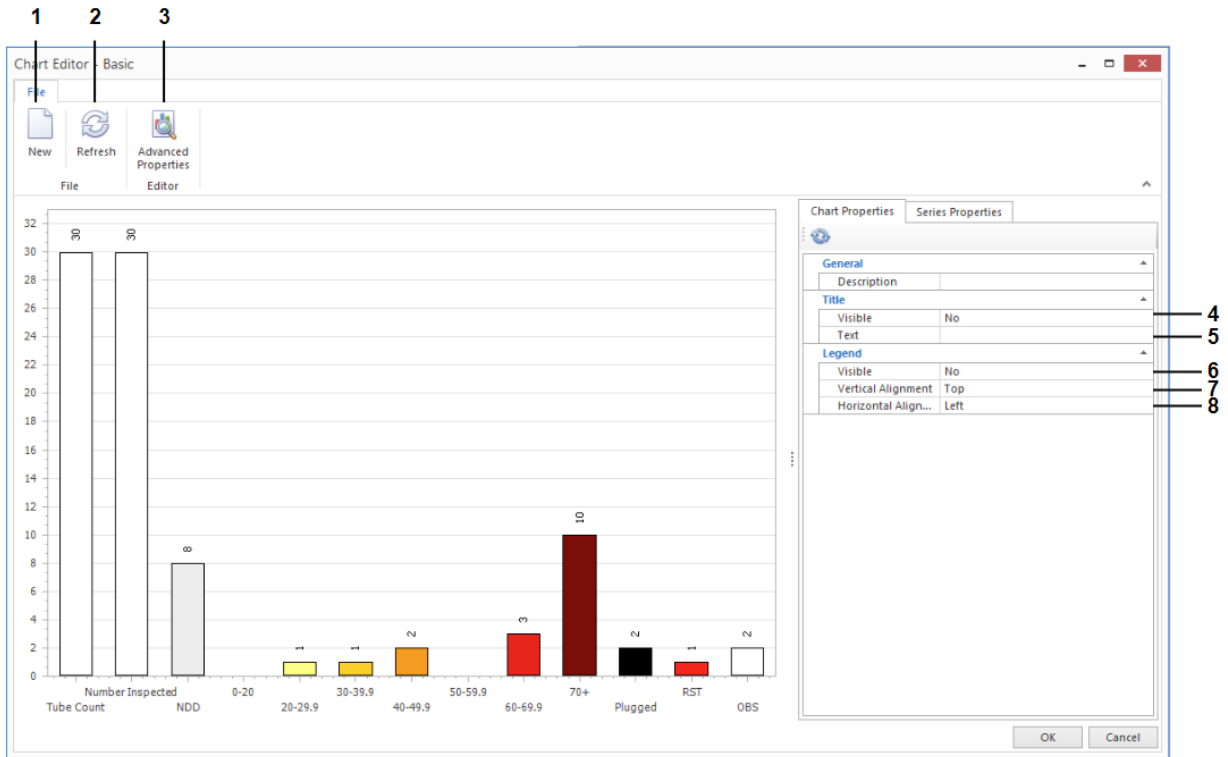 1 2 3
Chart Editor - Basic
File
New Refresh Advanced Properties
File Editor
Chart Properties Series Properties
General
Description
Title
Visible No
Text
Legend
Visible No
Vertical Alignment Top
Horizontal Align... Left
4
5
6
7
8
32
30
28
26
24
22
20
18
16
14
12
10
8
6
4
2
0
30 30 8 1 1 2 3 10 2 1 2
Number Inspected 0-20 30-39.9 50-59.9 70+ RST
Tube Count NDD 20-29.9 40-49.9 60-69.9 Plugged OBS
OK Cancel